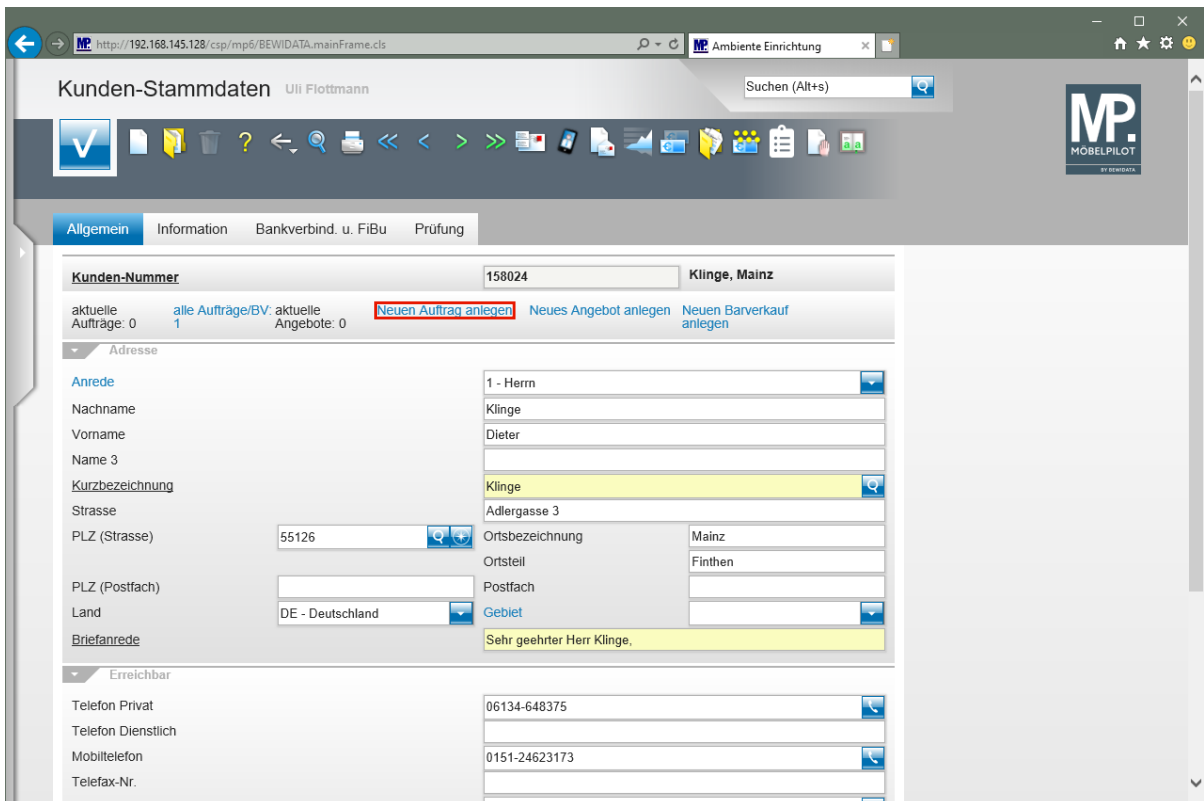 http://192.168.145.128/csp/mp6/BEWIDATA.mainFrame.cls
MP. Ambiente Einrichtung
Kunden-Stammdaten Uli Flottmann
Suchen (Alt+s)
MP.
MÖBELPILOT
BY BEWIDATA
Allgemein Information Bankverbind. u. FiBu Prüfung
Kunden-Nummer 158024 Klinge, Mainz
aktuelle alle Aufträge/BV: aktuelle Neuen Auftrag anlegen Neues Angebot anlegen Neuen Barverkauf
Aufträge: 0 1 Angebote: 0 anlegen
Adresse
Anrede 1 - Herrn
Nachname Klinge
Vorname Dieter
Name 3
Kurzbezeichnung Klinge
Strasse Adlergasse 3
PLZ (Strasse) 55126 Ortsbezeichnung Mainz
Ortsteil Finthen
PLZ (Postfach) Postfach
Land DE - Deutschland Gebiet
Briefanrede Sehr geehrter Herr Klinge,
Erreichbar
Telefon Privat 06134-648375
Telefon Dienstlich
Mobiltelefon 0151-24623173
Telefax-Nr.